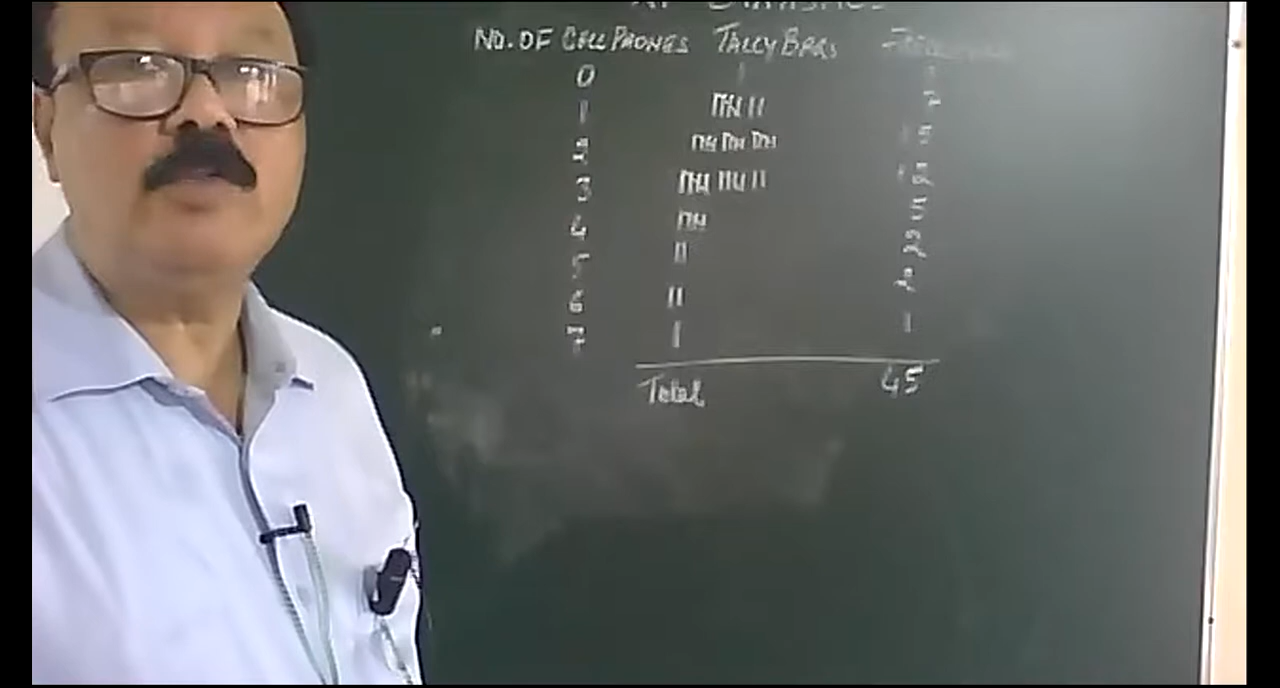 NO. OF CELL PHONES TALLY BARS
0 |
1 |||| ||
2 |||| |||| |||| 15
3 |||| |||| || 12
4 |||| 5
5 || 2
6 || 2
7 | 1
Total 45